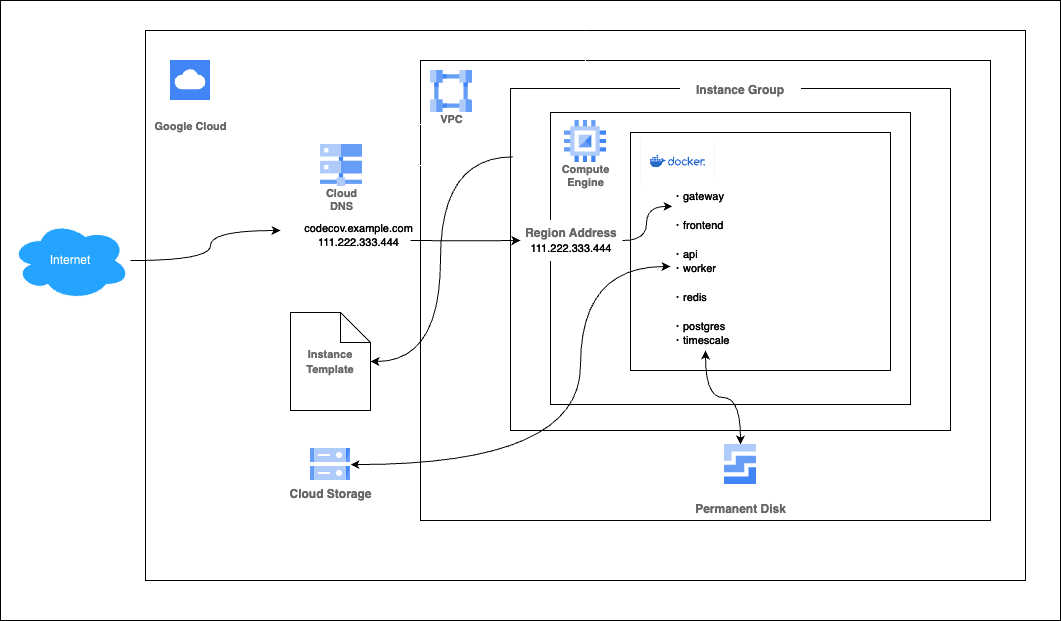 Google Cloud
VPC
Instance Group
Compute
Engine
docker
Cloud
DNS
codecov.example.com
111.222.333.444
Region Address
111.222.333.444
· gateway
· frontend
· api
· worker
· redis
· postgres
· timescale
Internet
Instance
Template
Cloud Storage
Permanent Disk